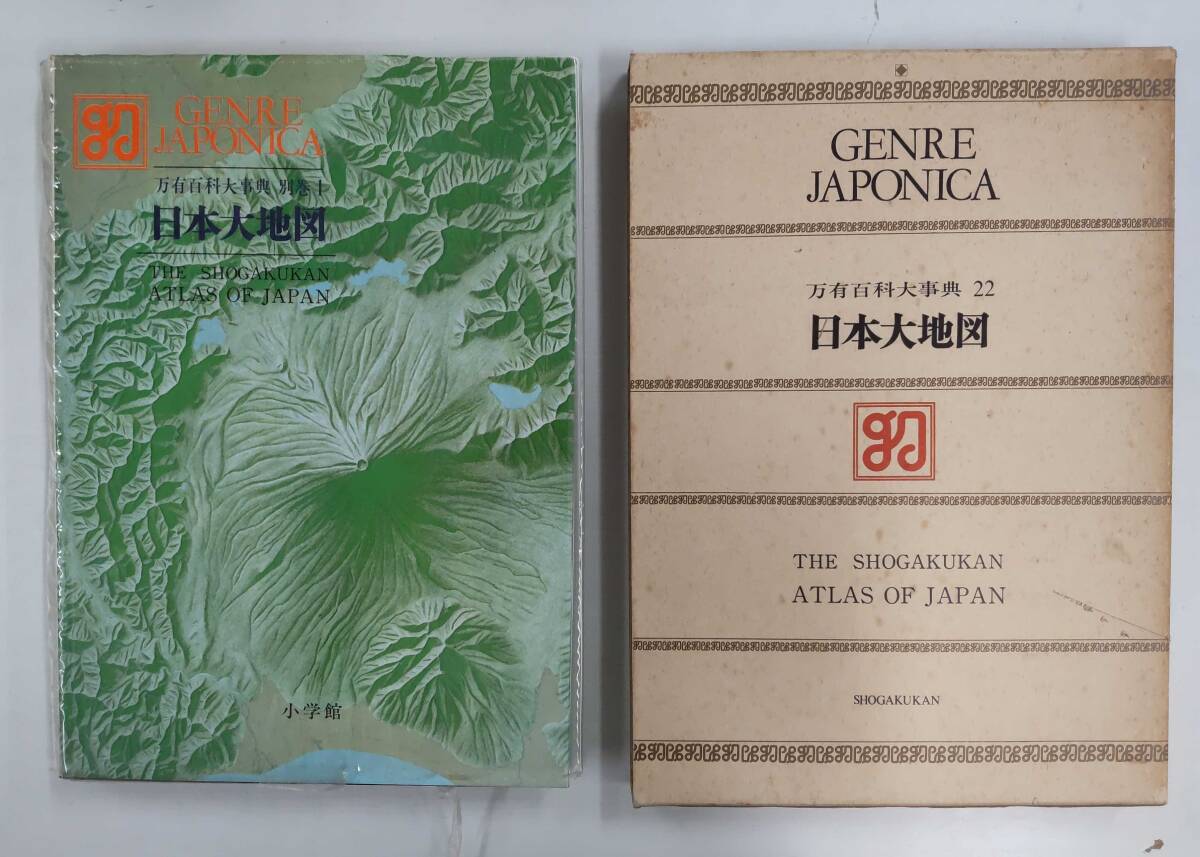 GENRE
JAPONICA
万有百科大事典 別巻1
日本大地図
THE SHOGAKUKAN
ATLAS OF JAPAN
小学館
GENRE
JAPONICA
万有百科大事典 22
日本大地図
THE SHOGAKUKAN
ATLAS OF JAPAN
SHOGAKUKAN